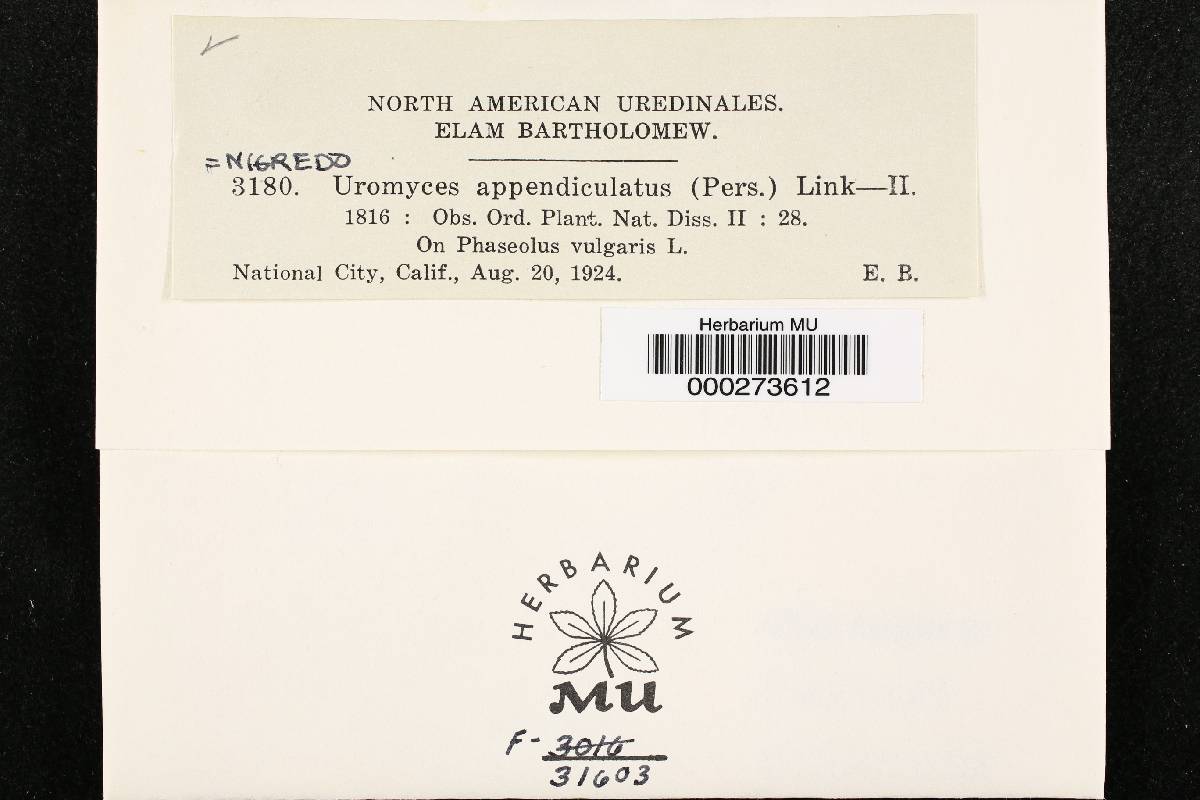 NORTH AMERICAN UREDINALES.
ELAM BARTHOLOMEW.
=NIGREDO
3180. Uromyces appendiculatus (Pers.) Link—II.
1816 : Obs. Ord. Plant. Nat. Diss. II : 28.
On Phaseolus vulgaris L.
National City, Calif., Aug. 20, 1924. E. B.
Herbarium MU
000273612
HERBARIUM
MU
F- 3016
31603